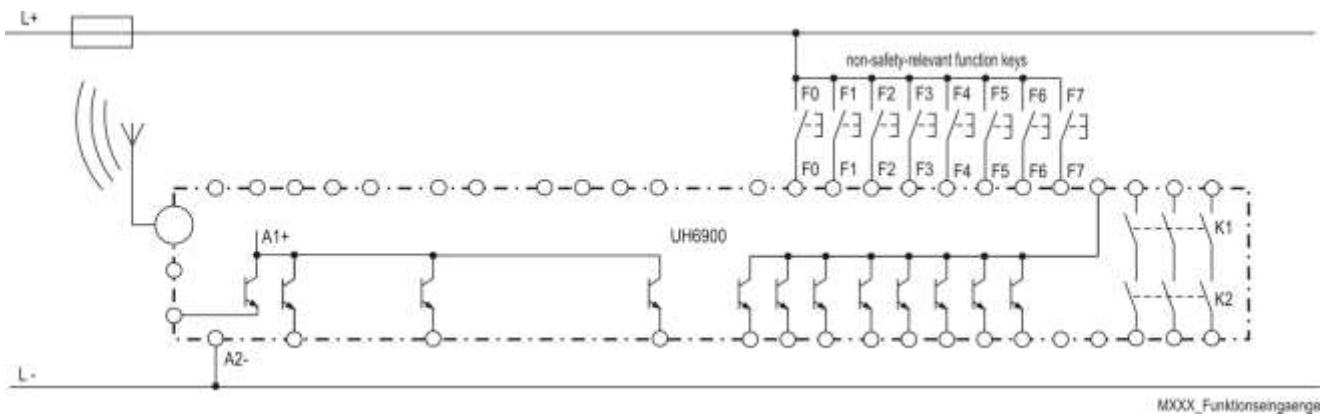 L+
non-safety-relevant function keys
F0 F1 F2 F3 F4 F5 F6 F7
F0 F1 F2 F3 F4 F5 F6 F7
A1+ UH6900 K1
K2
A2-
L -
MXXX_Funktionseingaenge